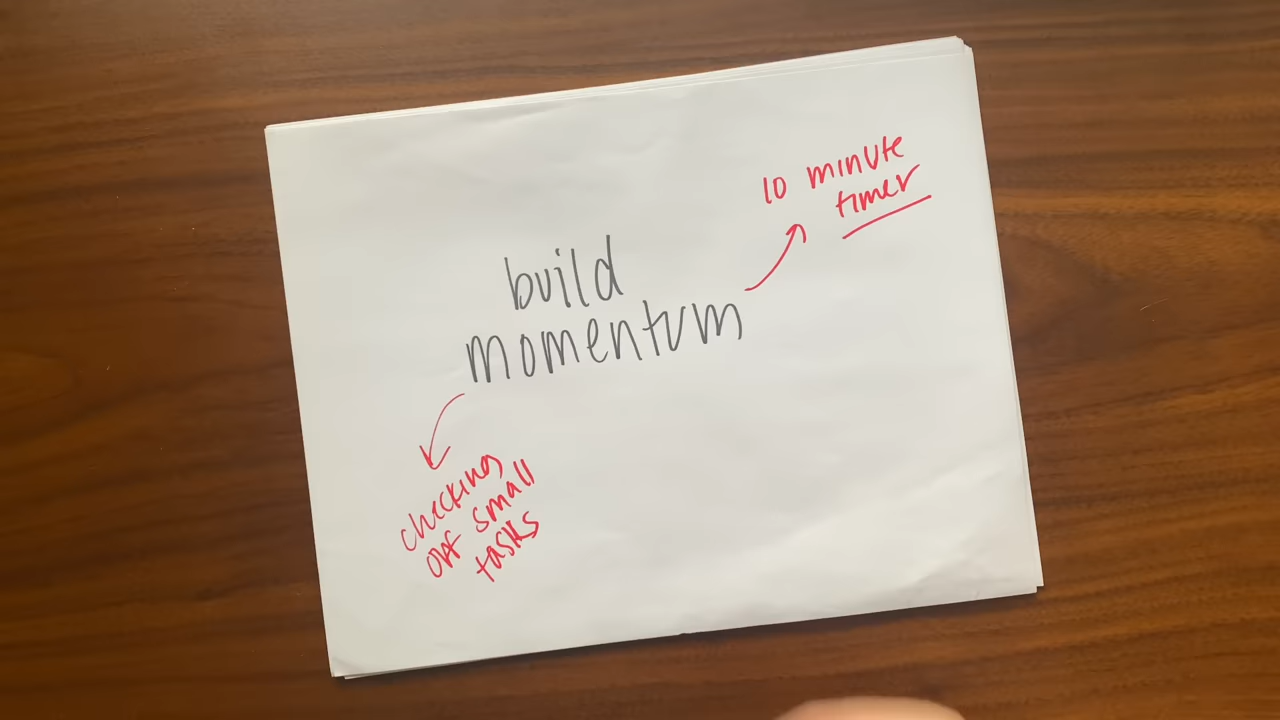 10 minute
timer
build
momentum
checking
off small
tasks